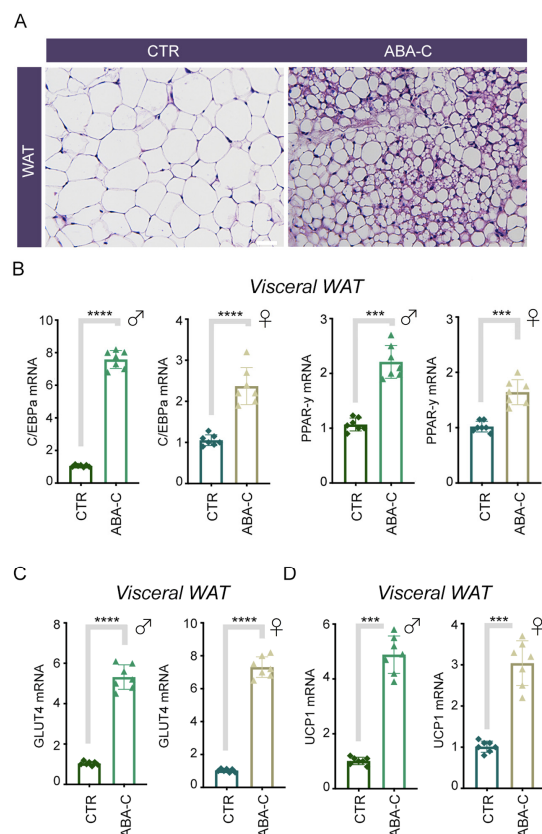 A
CTR ABA-C
WAT
B
Visceral WAT
**** ♂ **** ♀ *** ♂ *** ♀
C/EBPa mRNA
10
8
6
4
2
0
CTR
ABA-C
C/EBPa mRNA
4
3
2
1
0
CTR
ABA-C
PPAR-y mRNA
3
2
1
0
CTR
ABA-C
PPAR-y mRNA
3
2
1
0
CTR
ABA-C
C
Visceral WAT
**** ♂ **** ♀
GLUT4 mRNA
8
6
4
2
0
CTR
ABA-C
GLUT4 mRNA
10
8
6
4
2
0
CTR
ABA-C
D
Visceral WAT
*** ♂ *** ♀
UCP1 mRNA
6
4
2
0
CTR
ABA-C
UCP1 mRNA
4
3
2
1
0
CTR
ABA-C